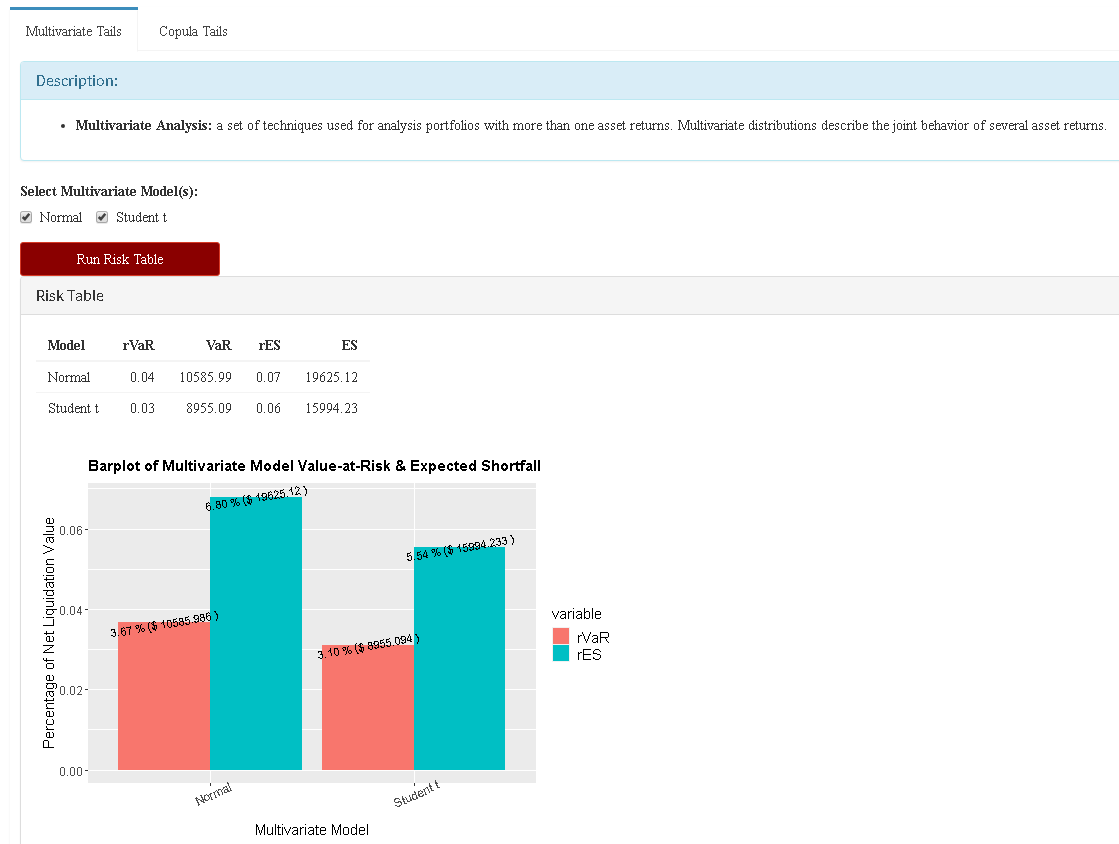 Multivariate Tails Copula Tails
Description:
• Multivariate Analysis: a set of techniques used for analysis portfolios with more than one asset returns. Multivariate distributions describe the joint behavior of several asset returns.
Select Multivariate Model(s):
Normal Student t
Run Risk Table
Risk Table
Model rVaR VaR rES ES
Normal 0.04 10585.99 0.07 19625.12
Student t 0.03 8955.09 0.06 15994.23
Barplot of Multivariate Model Value-at-Risk & Expected Shortfall
Percentage of Net Liquidation Value
0.06
0.04
0.02
0.00
3.67 % ($ 10585.986 )
6.80 % ($ 19625.12 )
3.10 % ($ 8955.094 )
5.54 % ($ 15994.233 )
Normal
Student t
Multivariate Model
variable
rVaR
rES